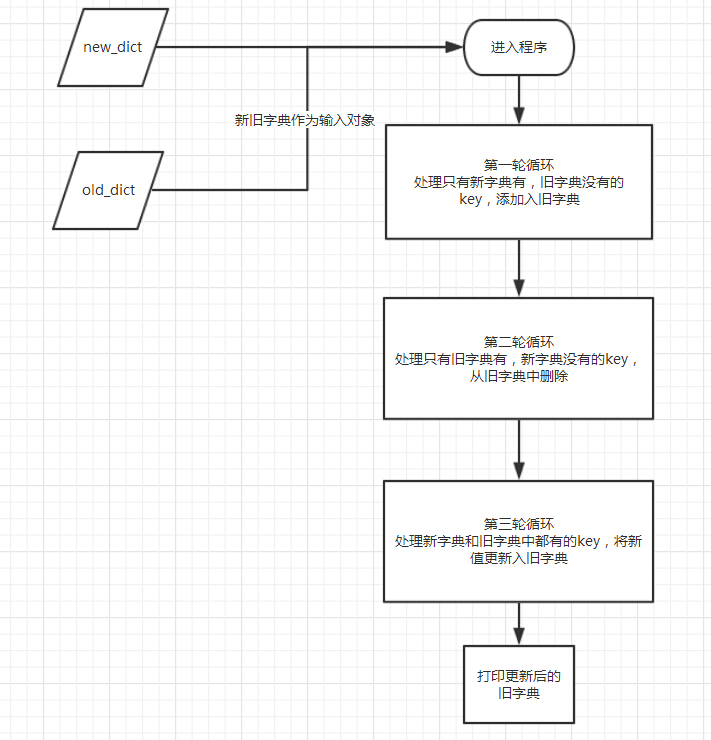 new_dict
进入程序
新旧字典作为输入对象
old_dict
第一轮循环
处理只有新字典有，旧字典没有的
key，添加入旧字典
第二轮循环
处理只有旧字典有，新字典没有的key，
从旧字典中删除
第三轮循环
处理新字典和旧字典中都有的key，将新
值更新入旧字典
打印更新后的
旧字典